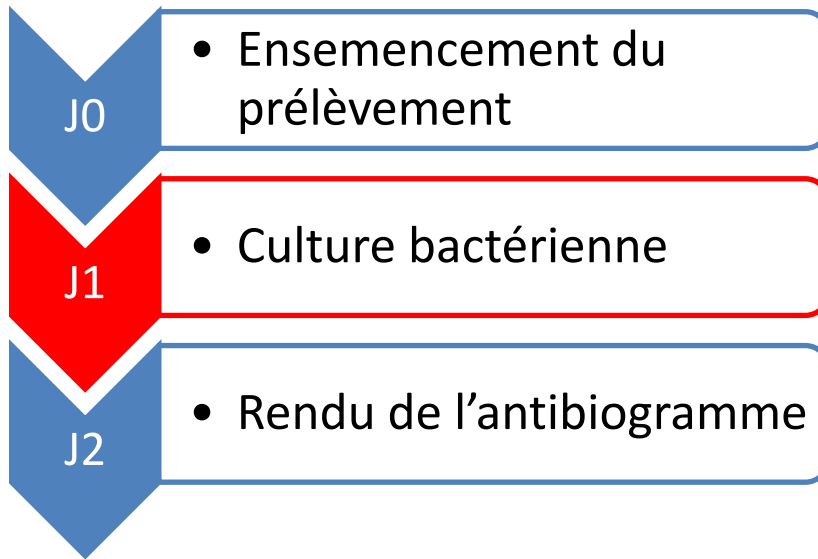 J0
• Ensemencement du
prélèvement
J1
• Culture bactérienne
J2
• Rendu de l’antibiogramme